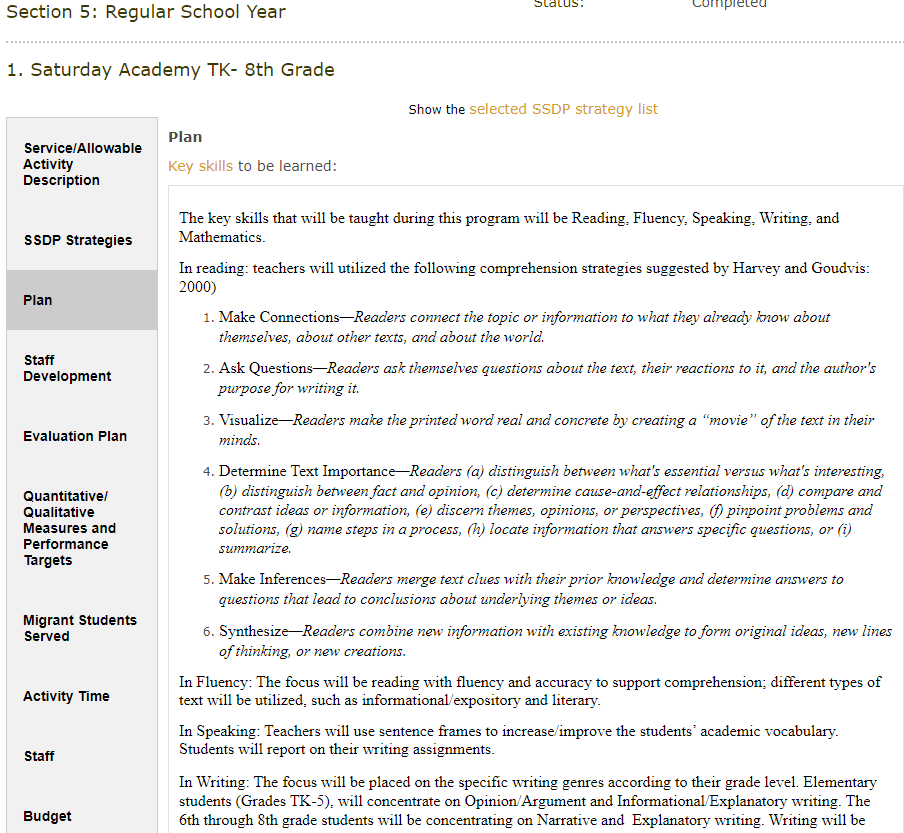 Section 5: Regular School Year
Status: Completed
1. Saturday Academy TK- 8th Grade
Show the selected SSDP strategy list
Service/Allowable
Activity
Description
SSDP Strategies
Plan
Staff
Development
Evaluation Plan
Quantitative/
Qualitative
Measures and
Performance
Targets
Migrant Students
Served
Activity Time
Staff
Budget
Plan
Key skills to be learned:
The key skills that will be taught during this program will be Reading, Fluency, Speaking, Writing, and
Mathematics.
In reading: teachers will utilized the following comprehension strategies suggested by Harvey and Goudvis:
2000)
1. Make Connections—Readers connect the topic or information to what they already know about
themselves, about other texts, and about the world.
2. Ask Questions—Readers ask themselves questions about the text, their reactions to it, and the author's
purpose for writing it.
3. Visualize—Readers make the printed word real and concrete by creating a “movie” of the text in their
minds.
4. Determine Text Importance—Readers (a) distinguish between what's essential versus what's interesting,
(b) distinguish between fact and opinion, (c) determine cause-and-effect relationships, (d) compare and
contrast ideas or information, (e) discern themes, opinions, or perspectives, (f) pinpoint problems and
solutions, (g) name steps in a process, (h) locate information that answers specific questions, or (i)
summarize.
5. Make Inferences—Readers merge text clues with their prior knowledge and determine answers to
questions that lead to conclusions about underlying themes or ideas.
6. Synthesize—Readers combine new information with existing knowledge to form original ideas, new lines
of thinking, or new creations.
In Fluency: The focus will be reading with fluency and accuracy to support comprehension; different types of
text will be utilized, such as informational/expository and literary.
In Speaking: Teachers will use sentence frames to increase/improve the students’ academic vocabulary.
Students will report on their writing assignments.
In Writing: The focus will be placed on the specific writing genres according to their grade level. Elementary
students (Grades TK-5), will concentrate on Opinion/Argument and Informational/Explanatory writing. The
6th through 8th grade students will be concentrating on Narrative and  Explanatory writing. Writing will be